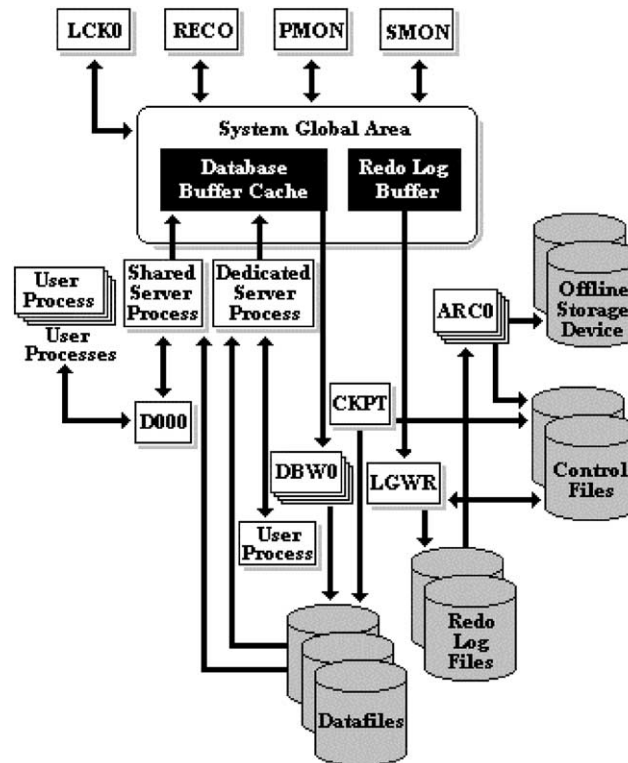 LCK0
RECO
PMON
SMON
System Global Area
Database
Buffer Cache
Redo Log
Buffer
User
Process
User
Processes
Shared
Server
Process
Dedicated
Server
Process
ARC0
Offline
Storage
Device
D000
CKPT
DBW0
LGWR
Control
Files
User
Process
Redo
Log
Files
Datafiles